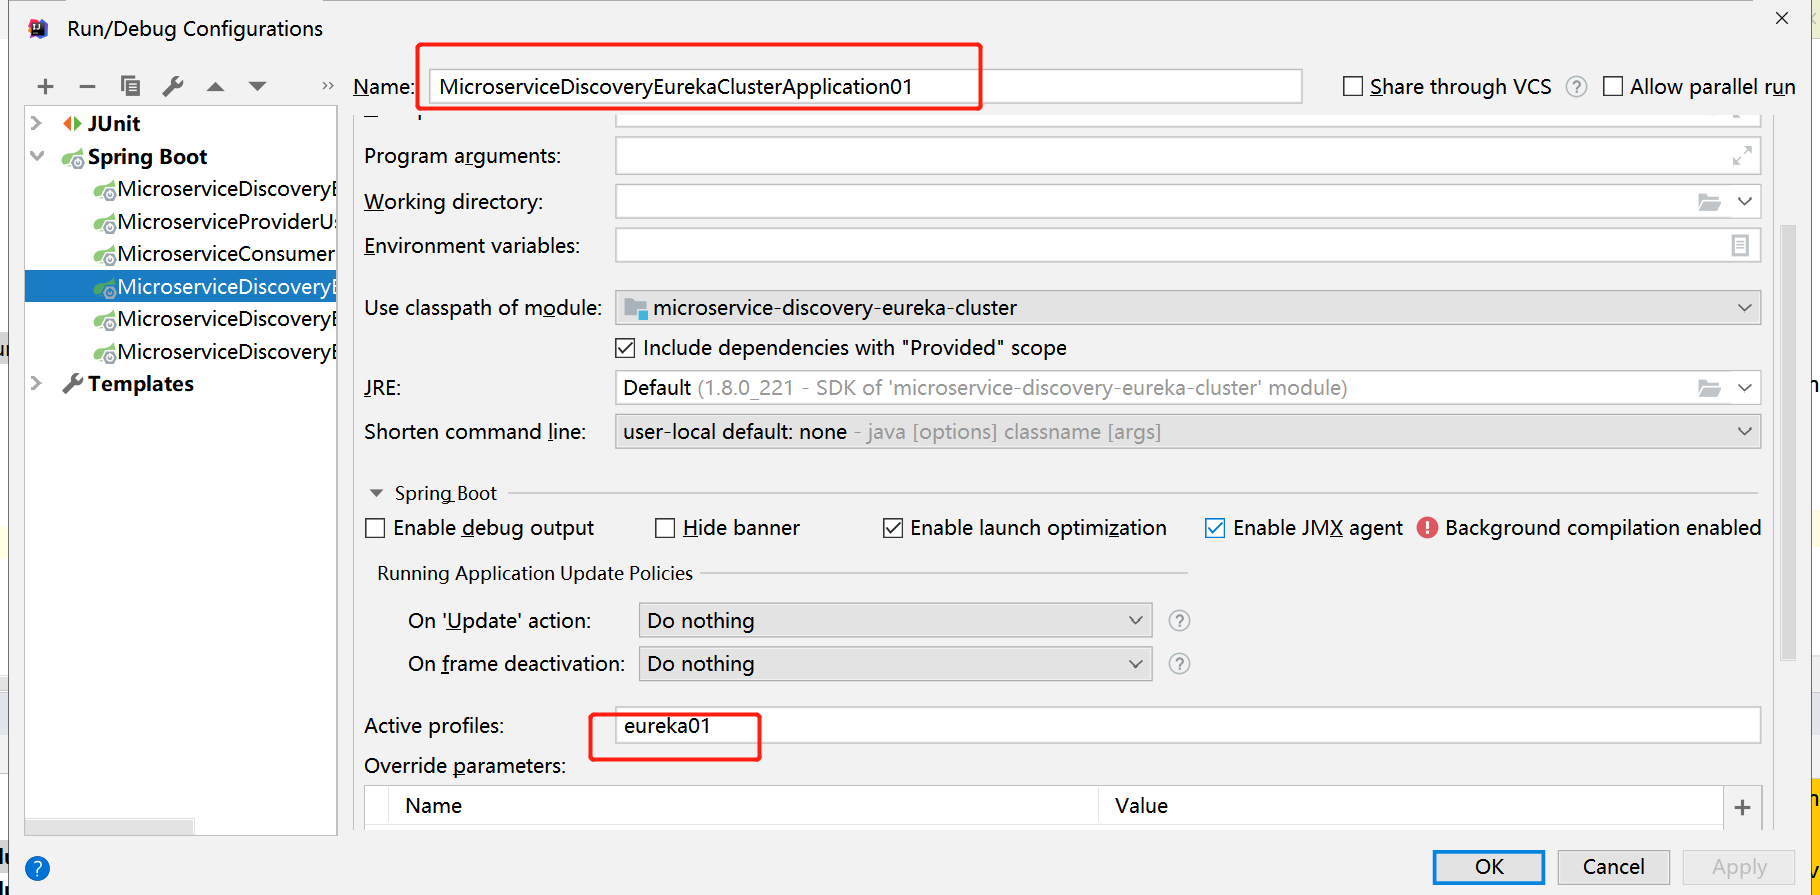 Run/Debug Configurations
Name: MicroserviceDiscoveryEurekaClusterApplication01
Share through VCS
Allow parallel run
JUnit
Spring Boot
MicroserviceDiscovery
MicroserviceProviderU
MicroserviceConsumer
MicroserviceDiscovery
MicroserviceDiscovery
MicroserviceDiscovery
Templates
Program arguments:
Working directory:
Environment variables:
Use classpath of module: microservice-discovery-eureka-cluster
Include dependencies with "Provided" scope
JRE: Default (1.8.0_221 - SDK of 'microservice-discovery-eureka-cluster' module)
Shorten command line: user-local default: none - java [options] classname [args]
Spring Boot
Enable debug output
Hide banner
Enable launch optimization
Enable JMX agent
Background compilation enabled
Running Application Update Policies
On 'Update' action: Do nothing
On frame deactivation: Do nothing
Active profiles: eureka01
Override parameters:
Name
Value
OK
Cancel
Apply